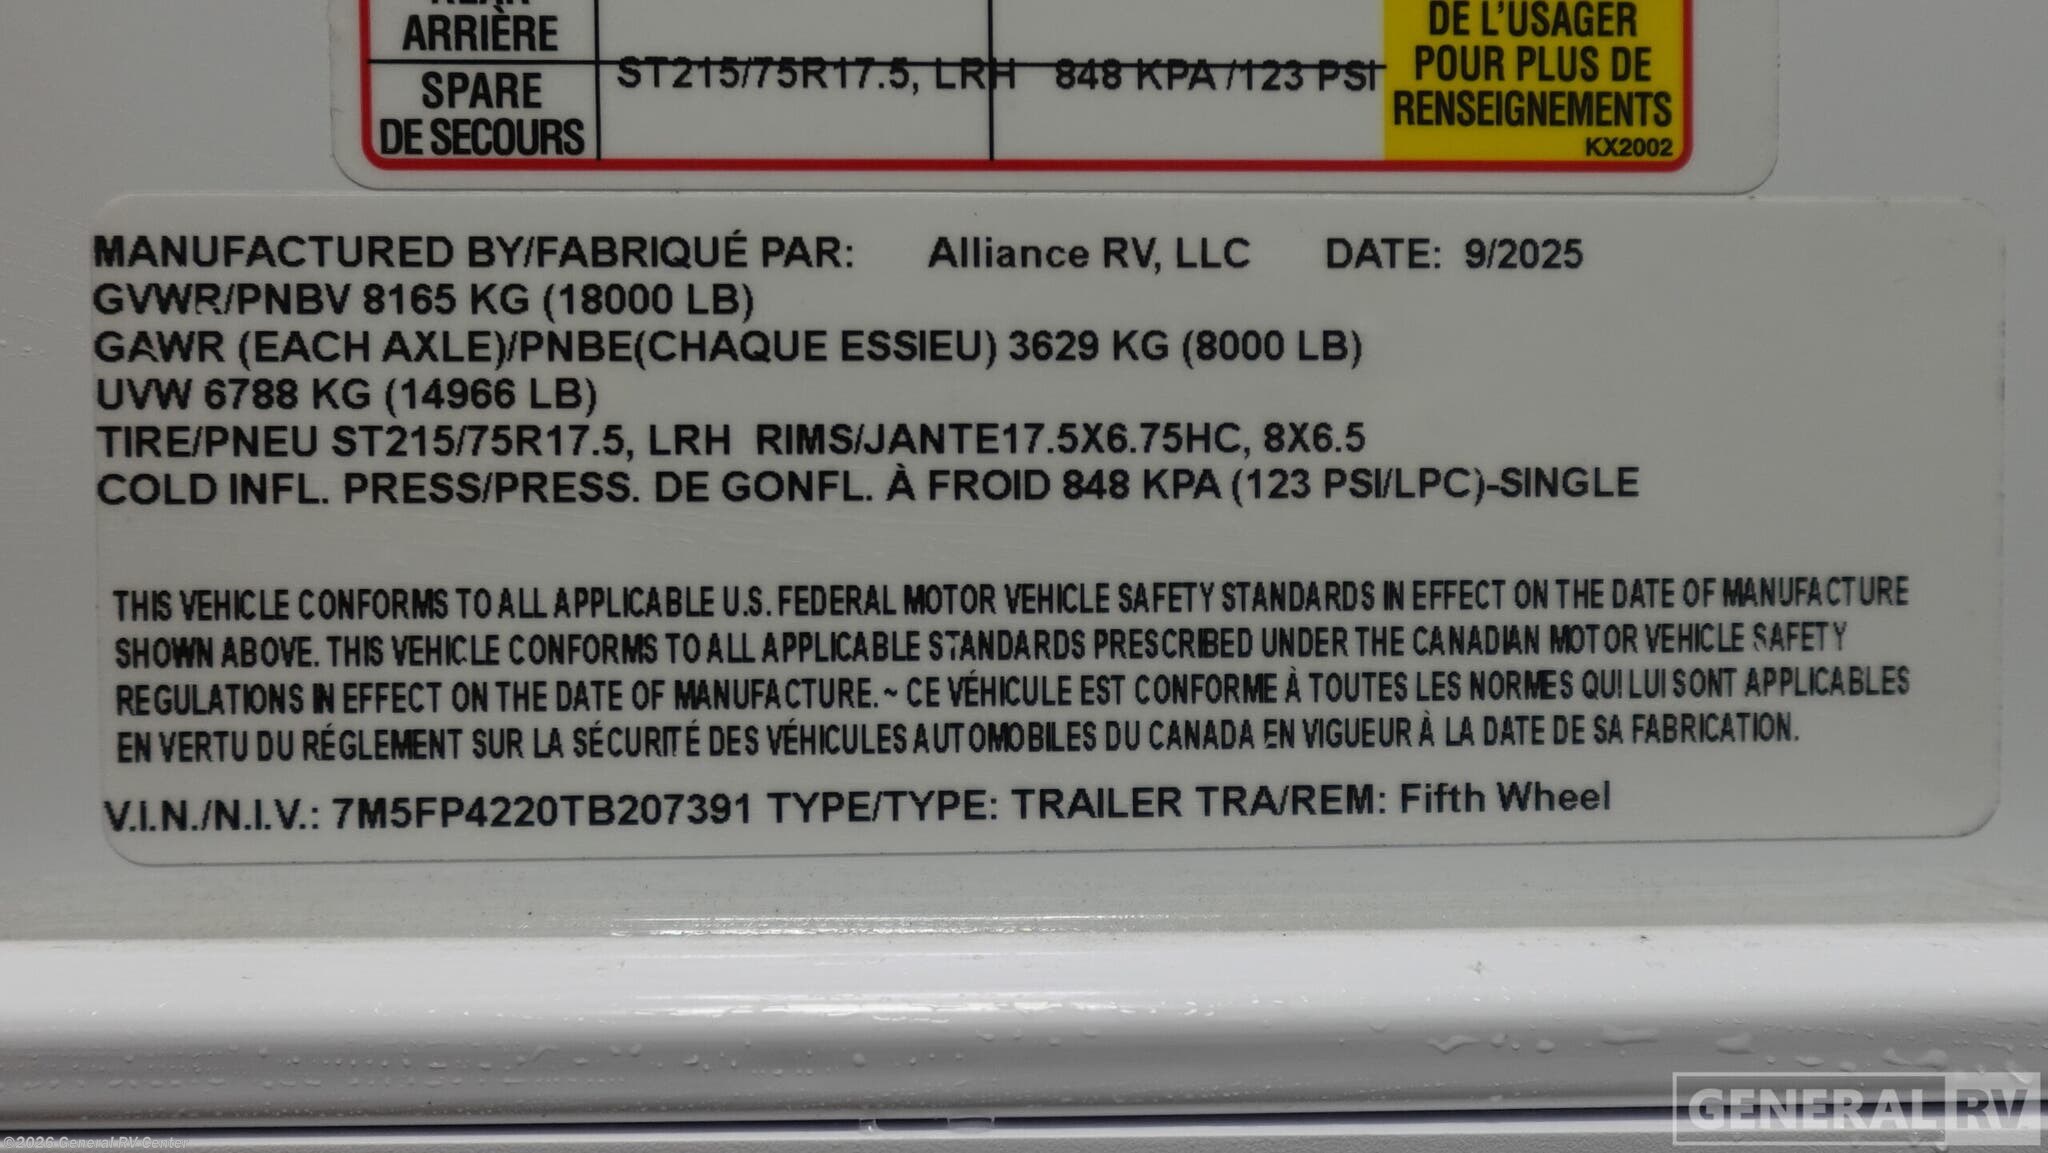 ARRIÈRE
SPARE
DE SECOURS
ST215/75R17.5, LRH 848 KPA /123 PSI
DE L'USAGER
POUR PLUS DE
RENSEIGNEMENTS
KX2002
MANUFACTURED BY/FABRIQUÉ PAR: Alliance RV, LLC DATE: 9/2025
GVWR/PNBV 8165 KG (18000 LB)
GAWR (EACH AXLE)/PNBE(CHAQUE ESSIEU) 3629 KG (8000 LB)
UVW 6788 KG (14966 LB)
TIRE/PNEU ST215/75R17.5, LRH RIMS/JANTE17.5X6.75HC, 8X6.5
COLD INFL. PRESS/PRESS. DE GONFL. À FROID 848 KPA (123 PSI/LPC)-SINGLE
THIS VEHICLE CONFORMS TO ALL APPLICABLE U.S. FEDERAL MOTOR VEHICLE SAFETY STANDARDS IN EFFECT ON THE DATE OF MANUFACTURE
SHOWN ABOVE. THIS VEHICLE CONFORMS TO ALL APPLICABLE STANDARDS PRESCRIBED UNDER THE CANADIAN MOTOR VEHICLE SAFETY
REGULATIONS IN EFFECT ON THE DATE OF MANUFACTURE. ~ CE VÉHICULE EST CONFORME À TOUTES LES NORMES QUI LUI SONT APPLICABLES
EN VERTU DU RÉGLEMENT SUR LA SÉCURITÉ DES VÉHICULES AUTOMOBILES DU CANADA EN VIGUEUR À LA DATE DE SA FABRICATION.
V.I.N./N.I.V.: 7M5FP4220TB207391 TYPE/TYPE: TRAILER TRA/REM: Fifth Wheel
GENERAL RV
©2026 General RV Center